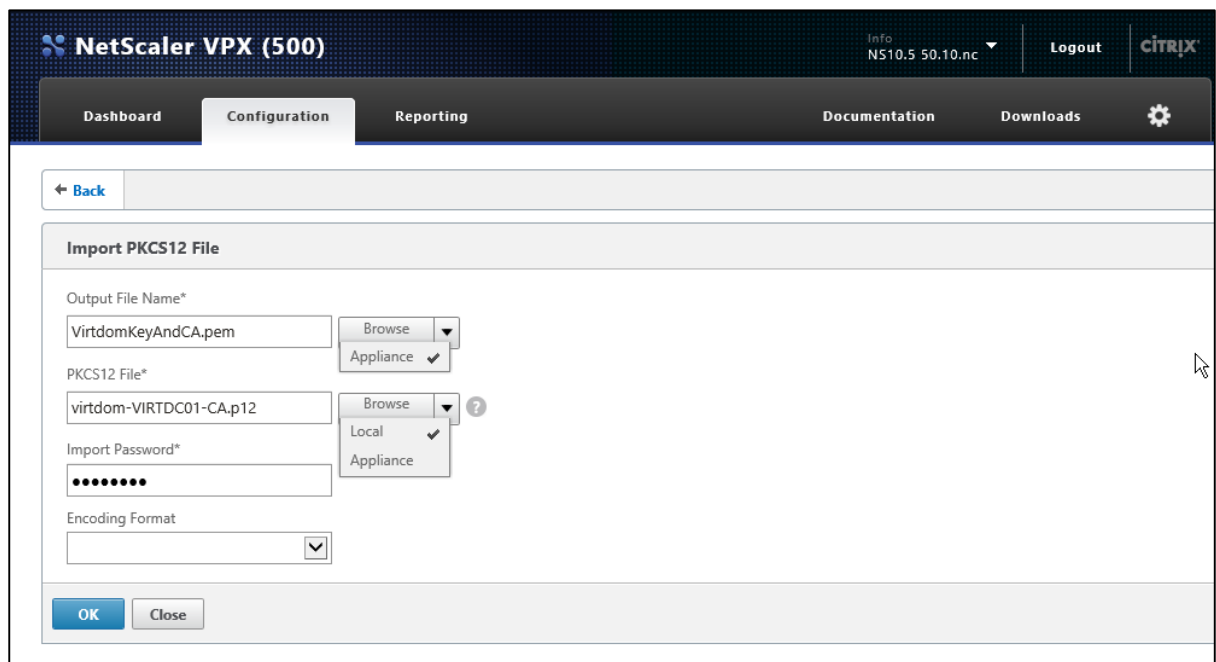 NetScaler VPX (500)
Info
NS10.5 50.10.nc
Logout
CİTRIX
Dashboard
Configuration
Reporting
Documentation
Downloads
Back
Import PKCS12 File
Output File Name*
VirtdomKeyAndCA.pem
Browse
Appliance
PKCS12 File*
virtdom-VIRTDC01-CA.p12
Browse
?
Local
Appliance
Import Password*
●●●●●●●●
Encoding Format
OK
Close